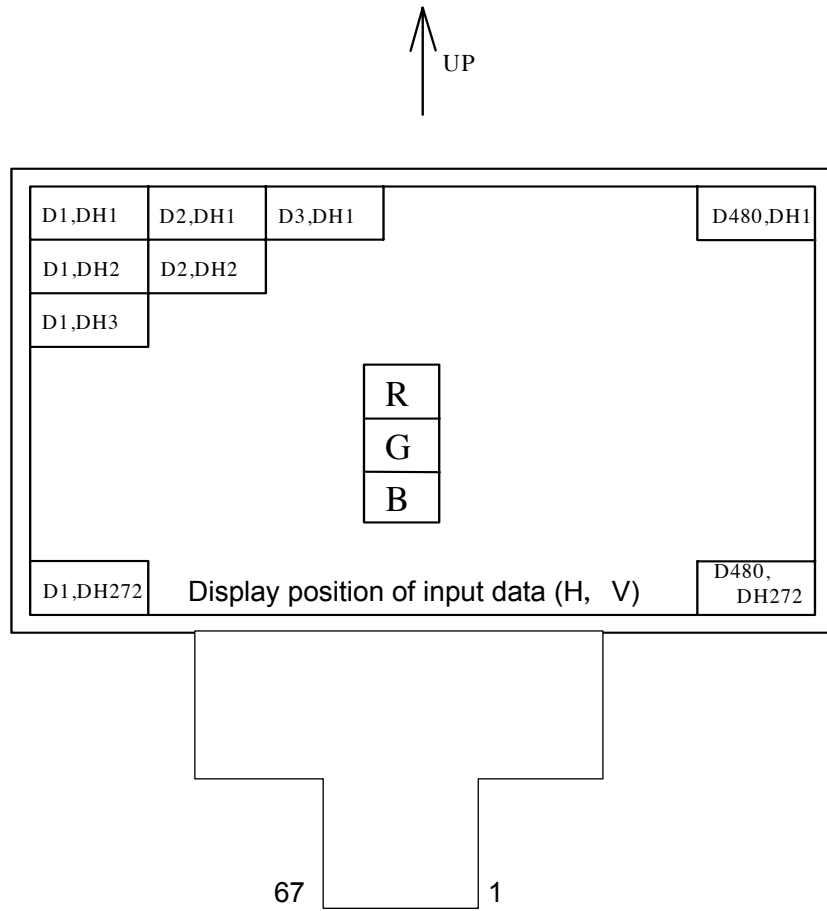 UP
D1,DH1 D2,DH1 D3,DH1 D480,DH1
D1,DH2 D2,DH2
D1,DH3
R
G
B
D1,DH272 Display position of input data (H, V) D480,
DH272
67 1